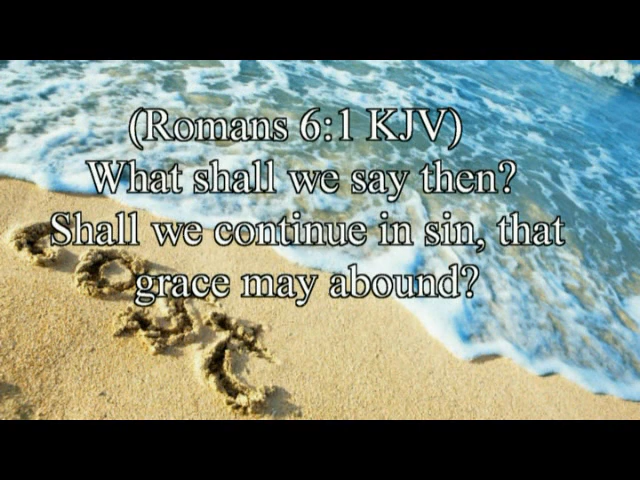 (Romans 6:1 KJV)
What shall we say then?
Shall we continue in sin, that
grace may abound?